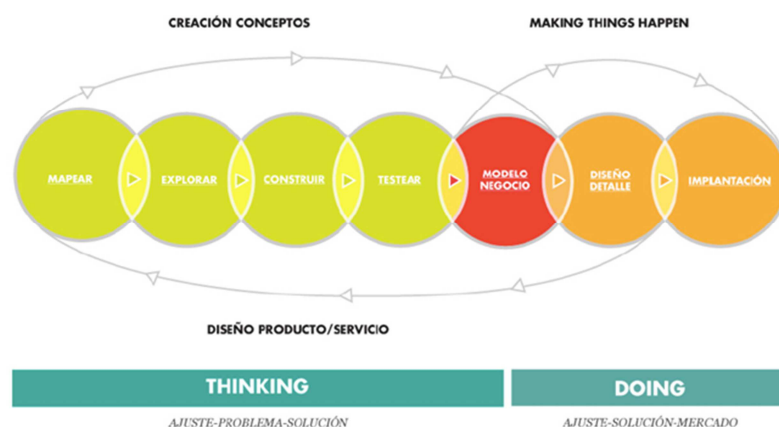 CREACIÓN CONCEPTOS
MAKING THINGS HAPPEN
MAPEAR
EXPLORAR
CONSTRUIR
TESTEAR
MODELO
NEGOCIO
DISEÑO
DETALLE
IMPLANTACIÓN
DISEÑO PRODUCTO/SERVICIO
THINKING
DOING
AJUSTE-PROBLEMA-SOLUCIÓN
AJUSTE-SOLUCIÓN-MERCADO